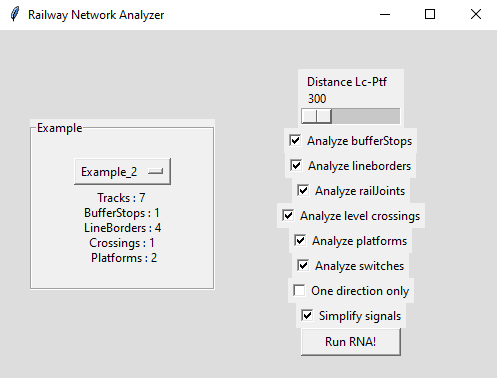 Railway Network Analyzer
Example
Example_2
Tracks : 7
BufferStops : 1
LineBorders : 4
Crossings : 1
Platforms : 2
Distance Lc-Ptf
300
Analyze bufferStops
Analyze lineborders
Analyze railJoints
Analyze level crossings
Analyze platforms
Analyze switches
One direction only
Simplify signals
Run RNA!